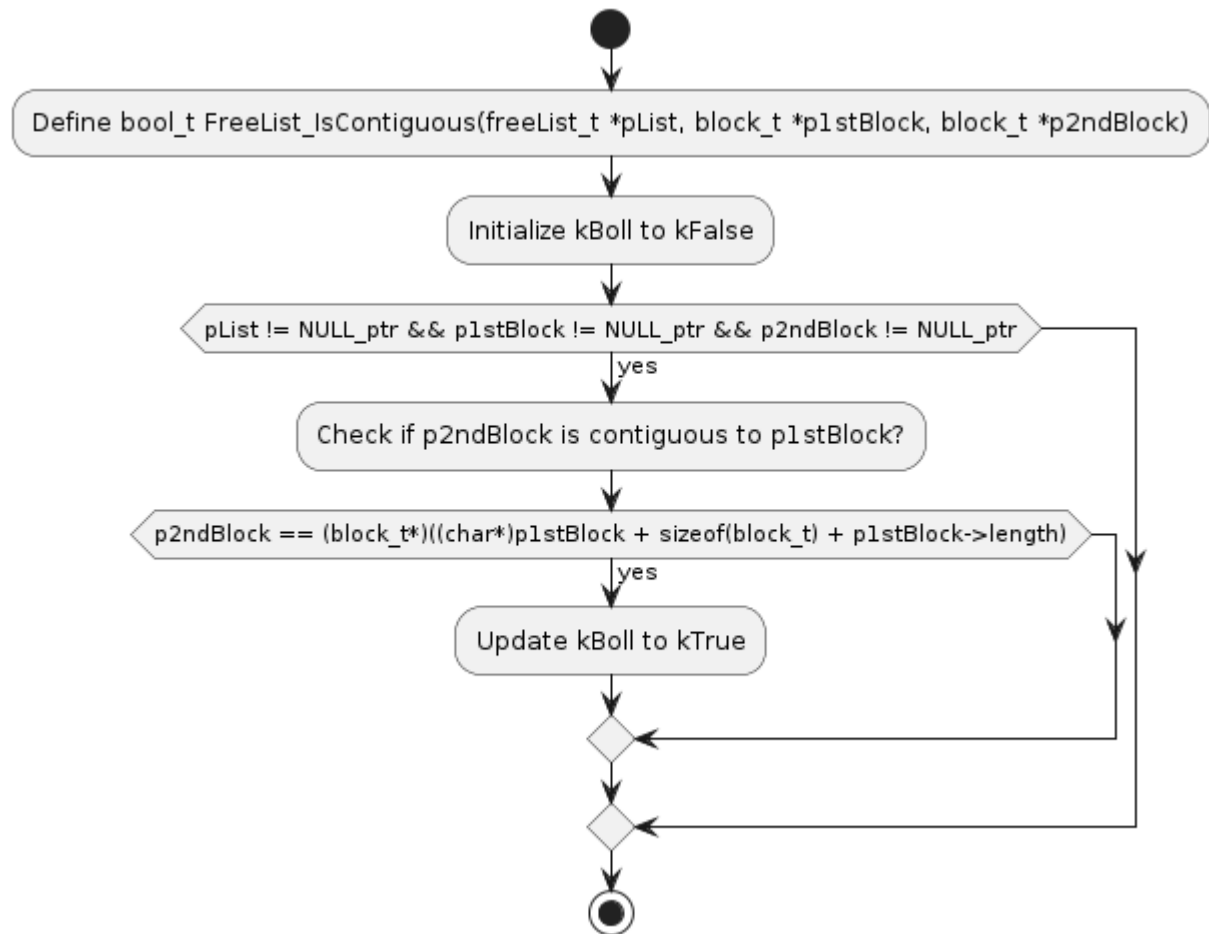 Define bool_t FreeList_IsContiguous(freeList_t *pList, block_t *p1stBlock, block_t *p2ndBlock)
Initialize kBoll to kFalse
pList != NULL_ptr && p1stBlock != NULL_ptr && p2ndBlock != NULL_ptr
yes
Check if p2ndBlock is contiguous to p1stBlock?
p2ndBlock == (block_t*)((char*)p1stBlock + sizeof(block_t) + p1stBlock->length)
yes
Update kBoll to kTrue